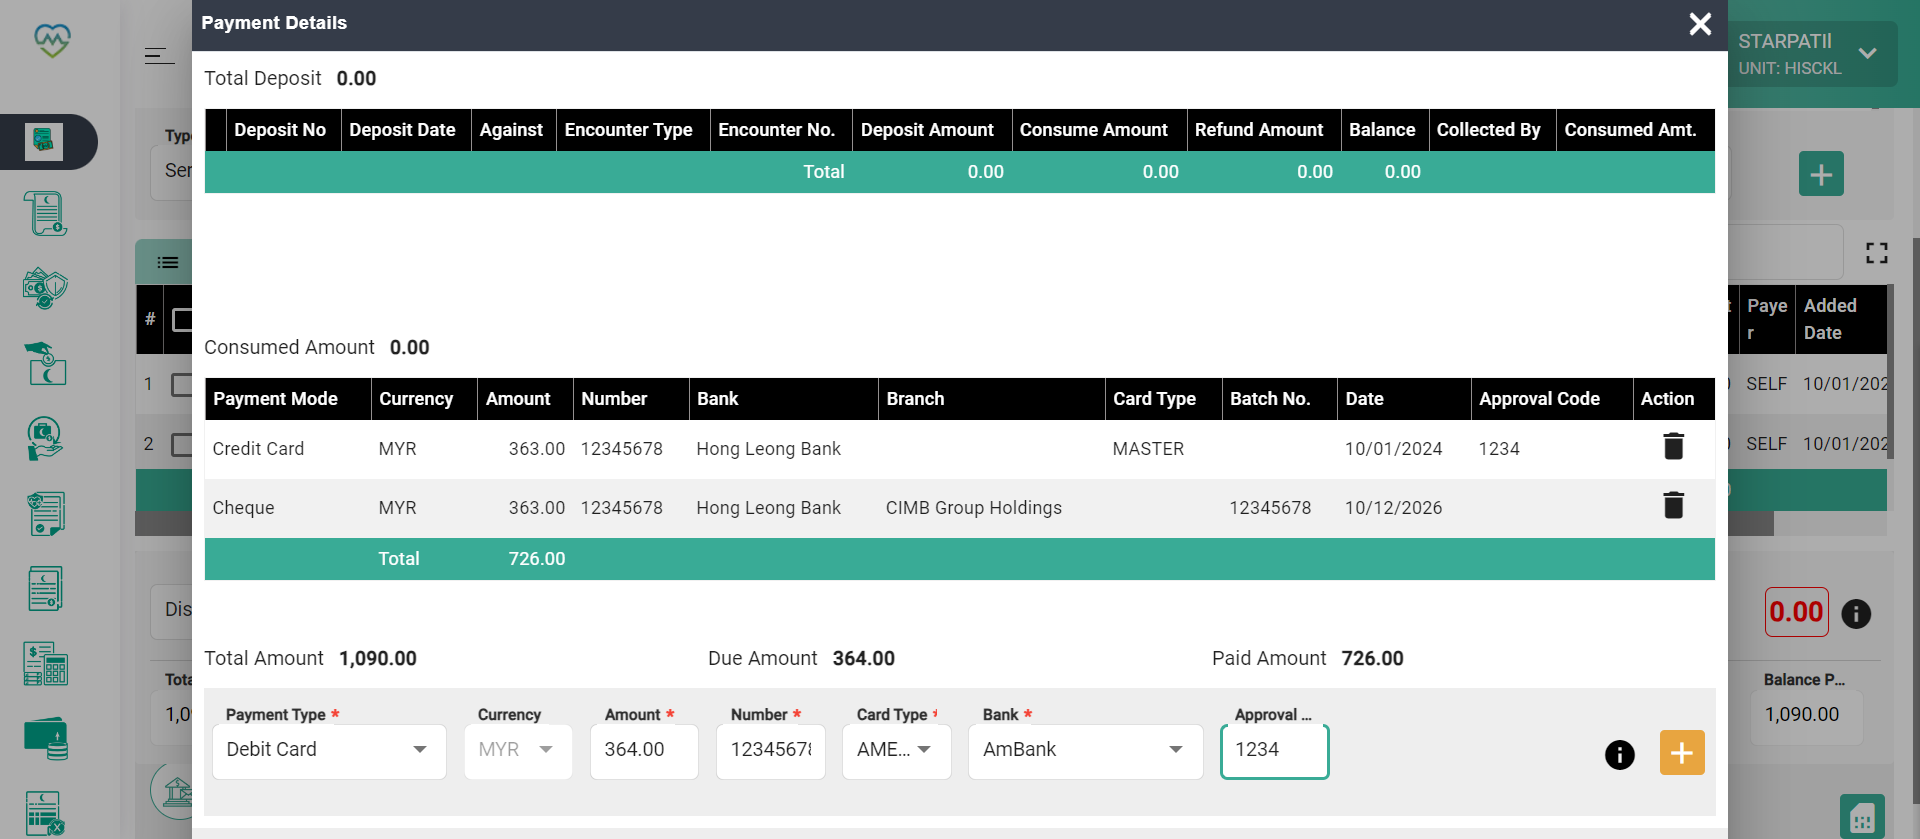 Payment Details
STARPATIl
UNIT: HISCKL
Total Deposit 0.00
Deposit No Deposit Date Against Encounter Type Encounter No. Deposit Amount Consume Amount Refund Amount Balance Collected By Consumed Amt.
Total 0.00 0.00 0.00 0.00
Consumed Amount 0.00
Payment Mode Currency Amount Number Bank Branch Card Type Batch No. Date Approval Code Action
Credit Card MYR 363.00 12345678 Hong Leong Bank MASTER 10/01/2024 1234
Cheque MYR 363.00 12345678 Hong Leong Bank CIMB Group Holdings 12345678 10/12/2026
Total 726.00
Total Amount 1,090.00 Due Amount 364.00 Paid Amount 726.00
Payment Type * Currency Amount * Number * Card Type * Bank * Approval ...
Debit Card MYR 364.00 1234567 AME... AmBank 1234
Type
Ser
#
1
2
Paye
r
Added
Date
SELF 10/01/202
SELF 10/01/202
Dis
0.00
Tota
1,0
Balance P...
1,090.00